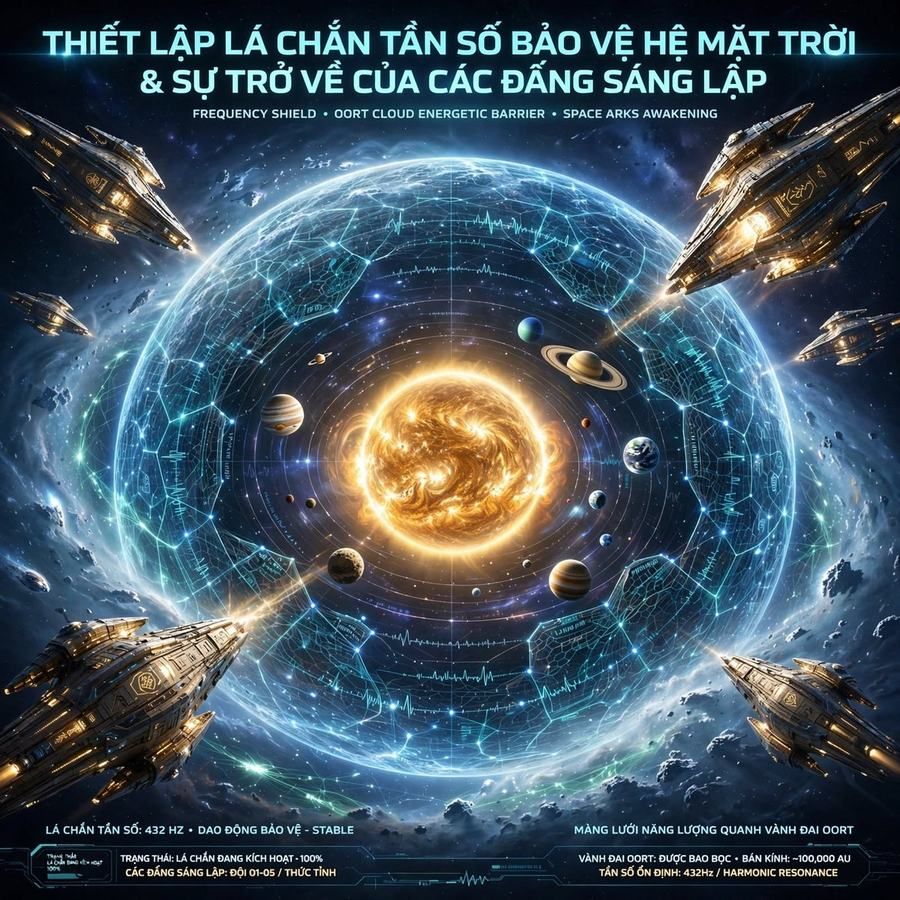 THIẾT LẬP LÁ CHẮN TẦN SỐ BẢO VỆ HỆ MẶT TRỜI
& SỰ TRỞ VỀ CỦA CÁC ĐẤNG SÁNG LẬP
FREQUENCY SHIELD • OORT CLOUD ENERGETIC BARRIER • SPACE ARKS AWAKENING
LÁ CHẮN TẦN SỐ: 432 HZ • DAO ĐỘNG BẢO VỆ - STABLE
MÀNG LƯỚI NĂNG LƯỢNG QUANH VÀNH ĐAI OORT
TRẠNG THÁI: LÁ CHẮN ĐANG KÍCH HOẠT - 100%
CÁC ĐẤNG SÁNG LẬP: ĐỘI 01-05 / THỨC TỈNH
VÀNH ĐAI OORT: ĐƯỢC BAO BỌC • BÁN KÍNH: ~100,000 AU
TẦN SỐ ỔN ĐỊNH: 432Hz / HARMONIC RESONANCE